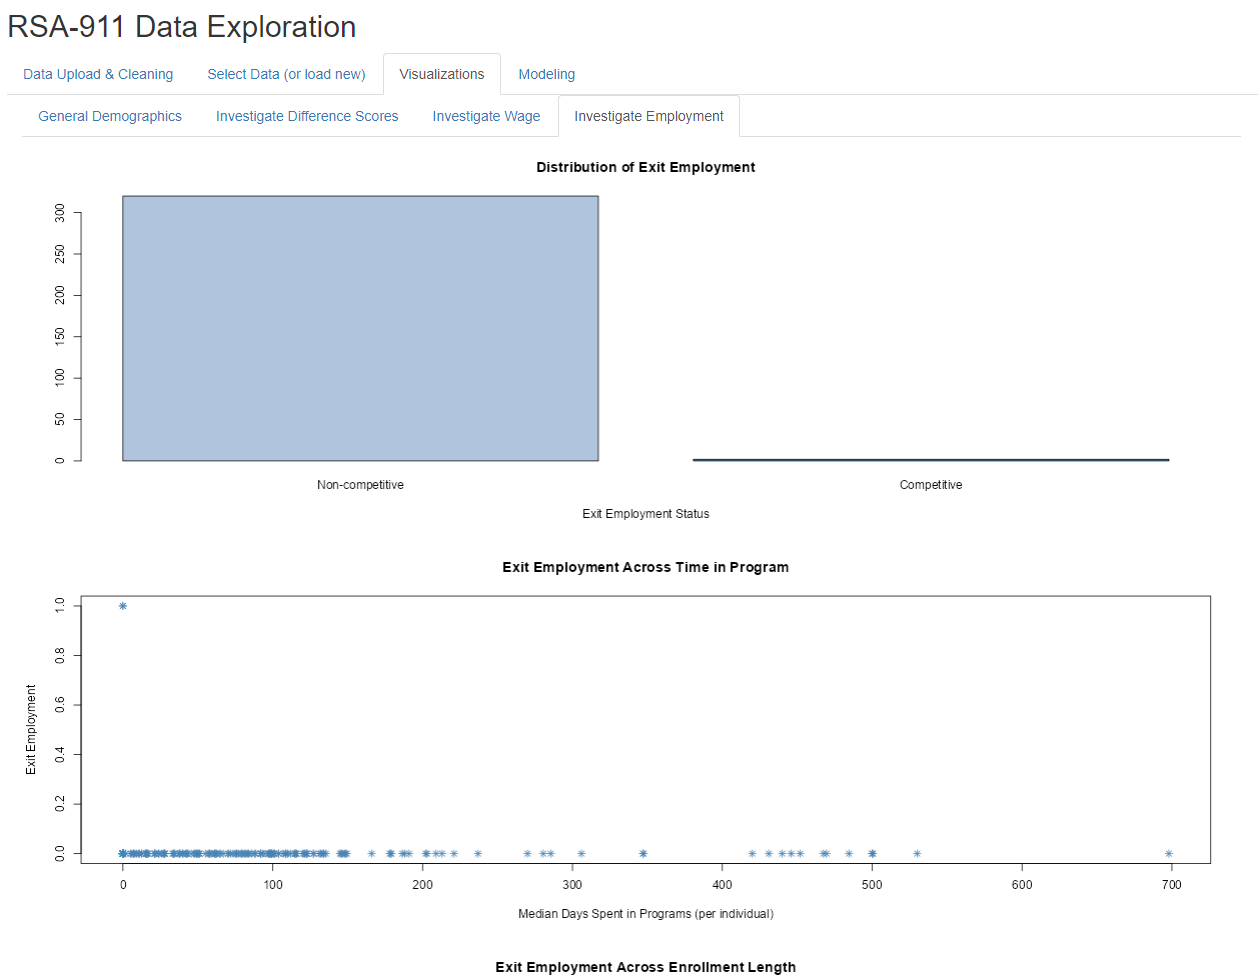 RSA-911 Data Exploration
Data Upload & Cleaning Select Data (or load new) Visualizations Modeling
General Demographics Investigate Difference Scores Investigate Wage Investigate Employment
Distribution of Exit Employment
300
250
200
150
100
50
0
Non-competitive Competitive
Exit Employment Status
Exit Employment Across Time in Program
Exit Employment
1.0
0.8
0.6
0.4
0.2
0.0
0 100 200 300 400 500 600 700
Median Days Spent in Programs (per individual)
Exit Employment Across Enrollment Length